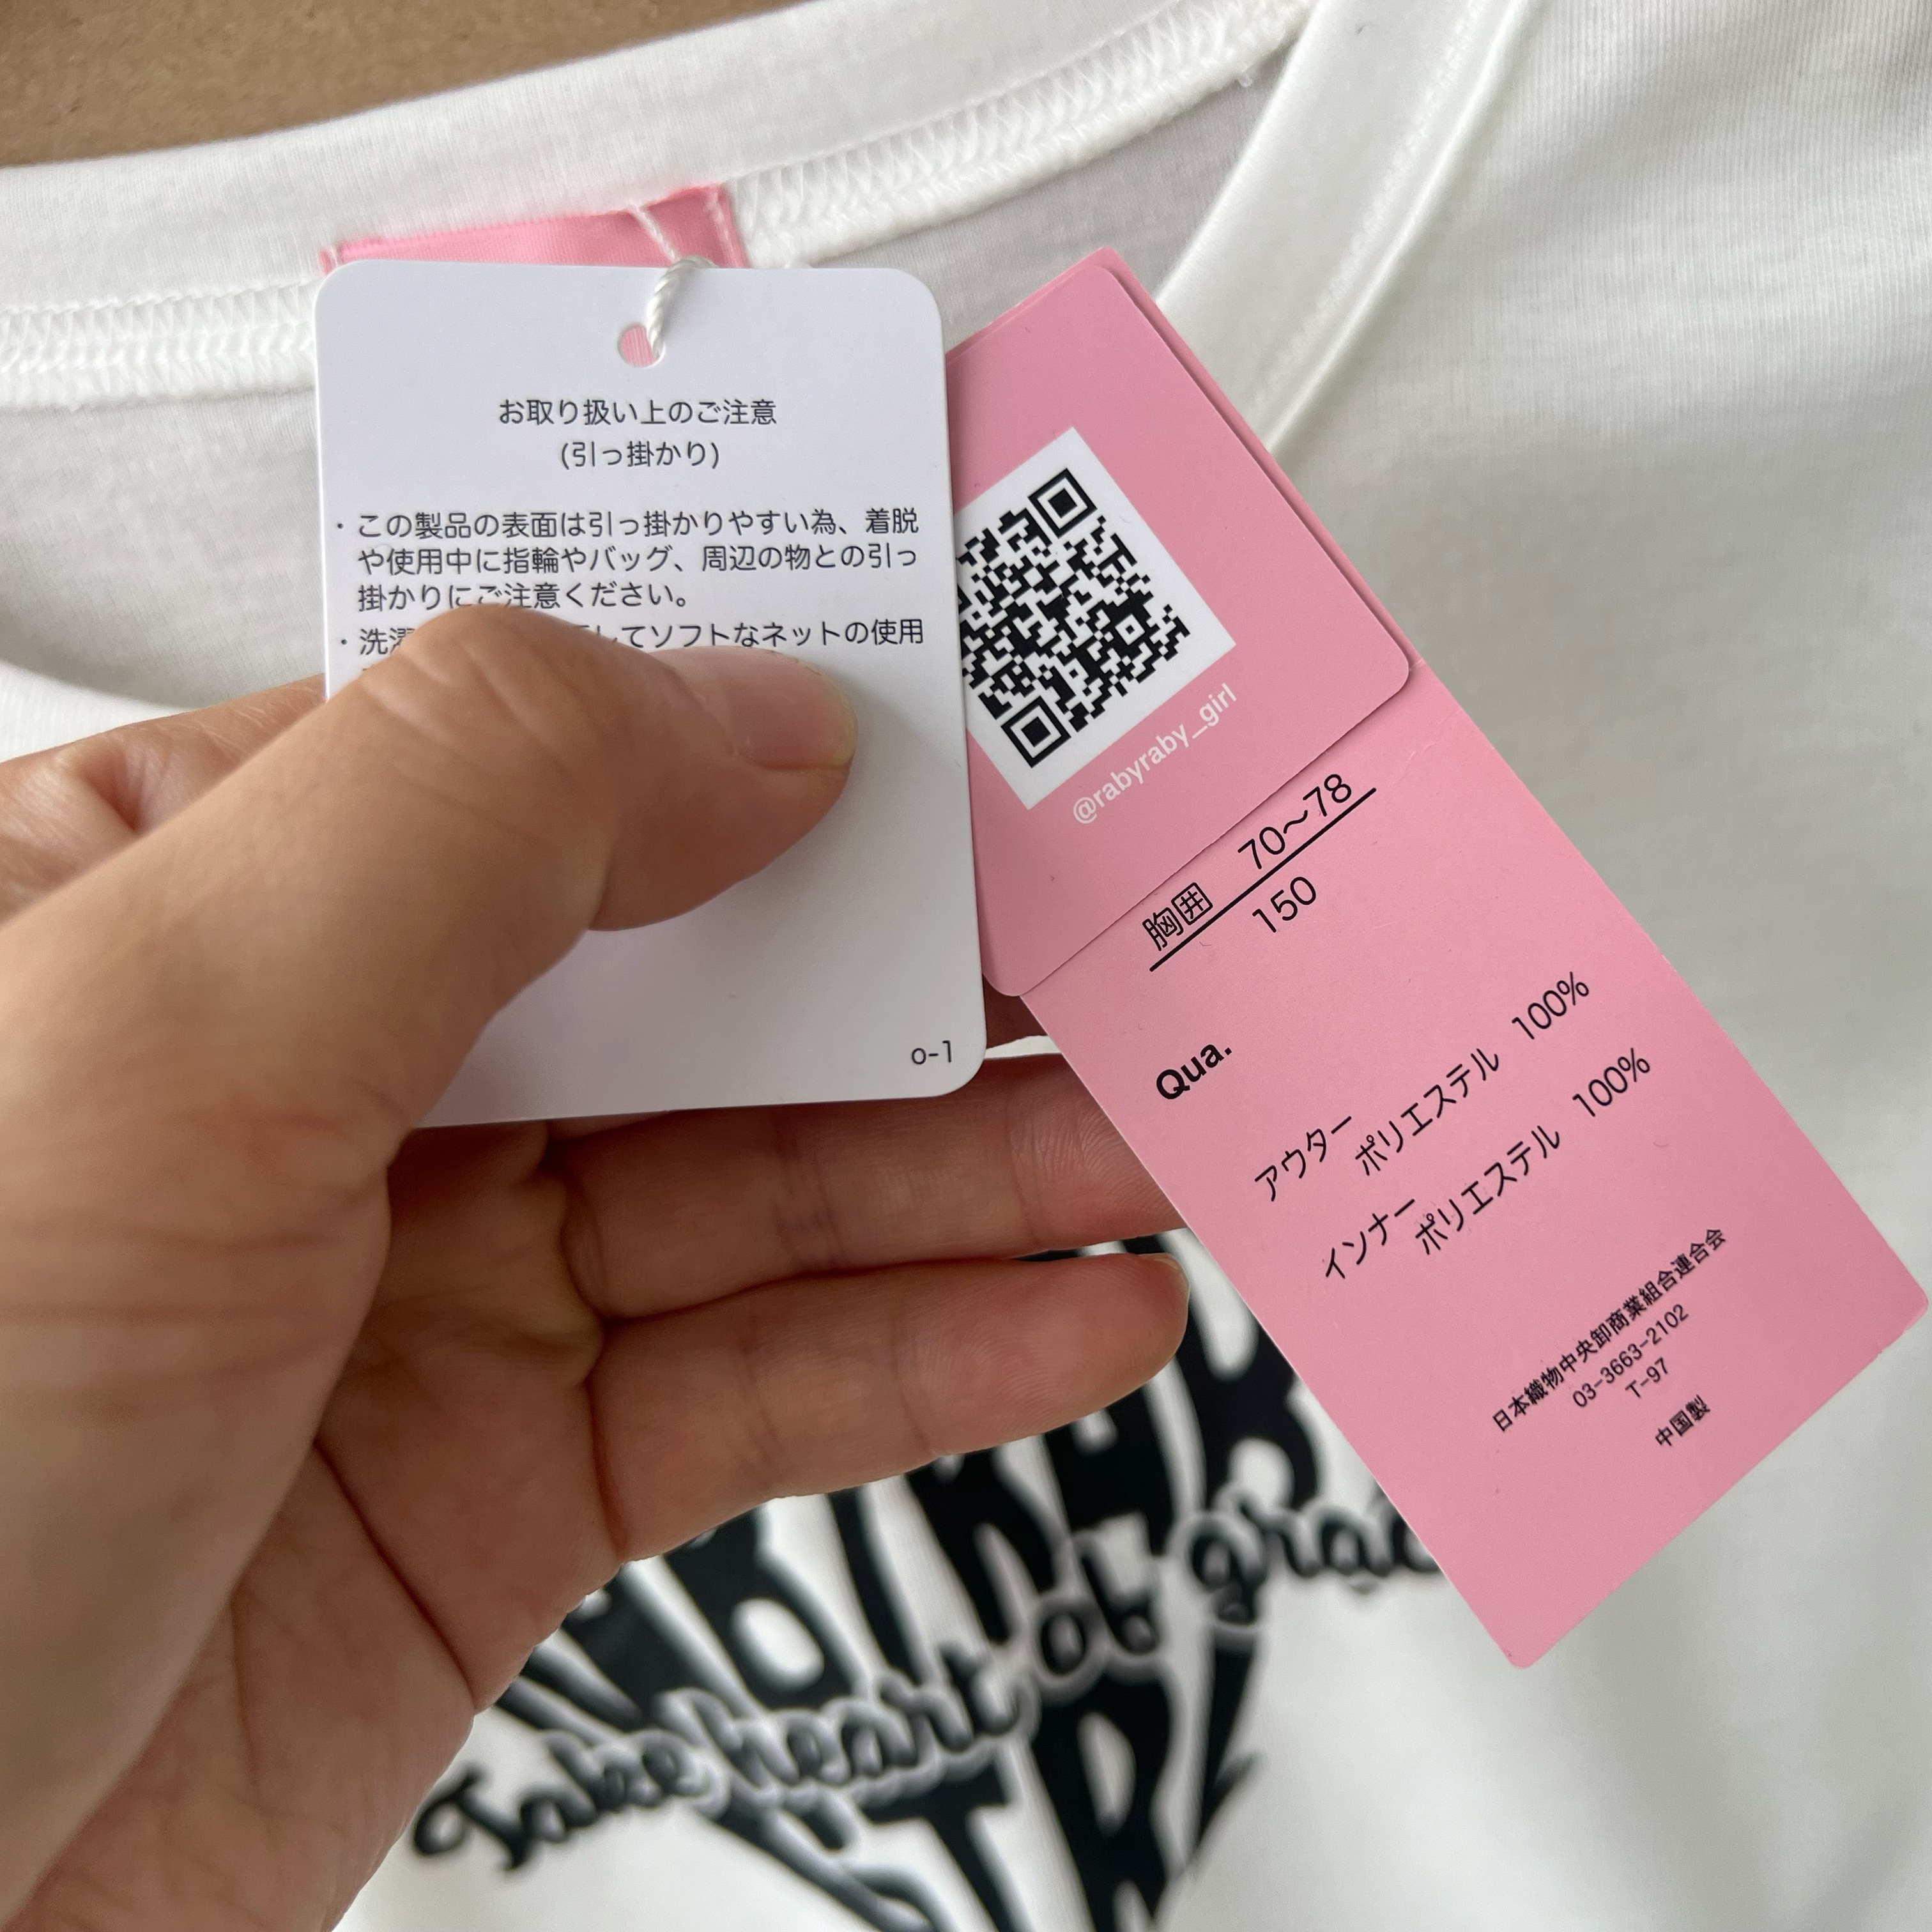 お取り扱い上のご注意
(引っ掛かり)
・この製品の表面は引っ掛かりやすい為、着脱
や使用中に指輪やバッグ、周辺の物との引っ
掛かりにご注意ください。
・洗濯 してソフトなネットの使用
o-1
@rabyraby_girl
胸囲 70〜78
150
Qua.
アウター
ポリエステル 100%
インナー
ポリエステル 100%
日本織物中央卸商業組合連合会
03-3663-2102
T-97
中国製
Take heart ob